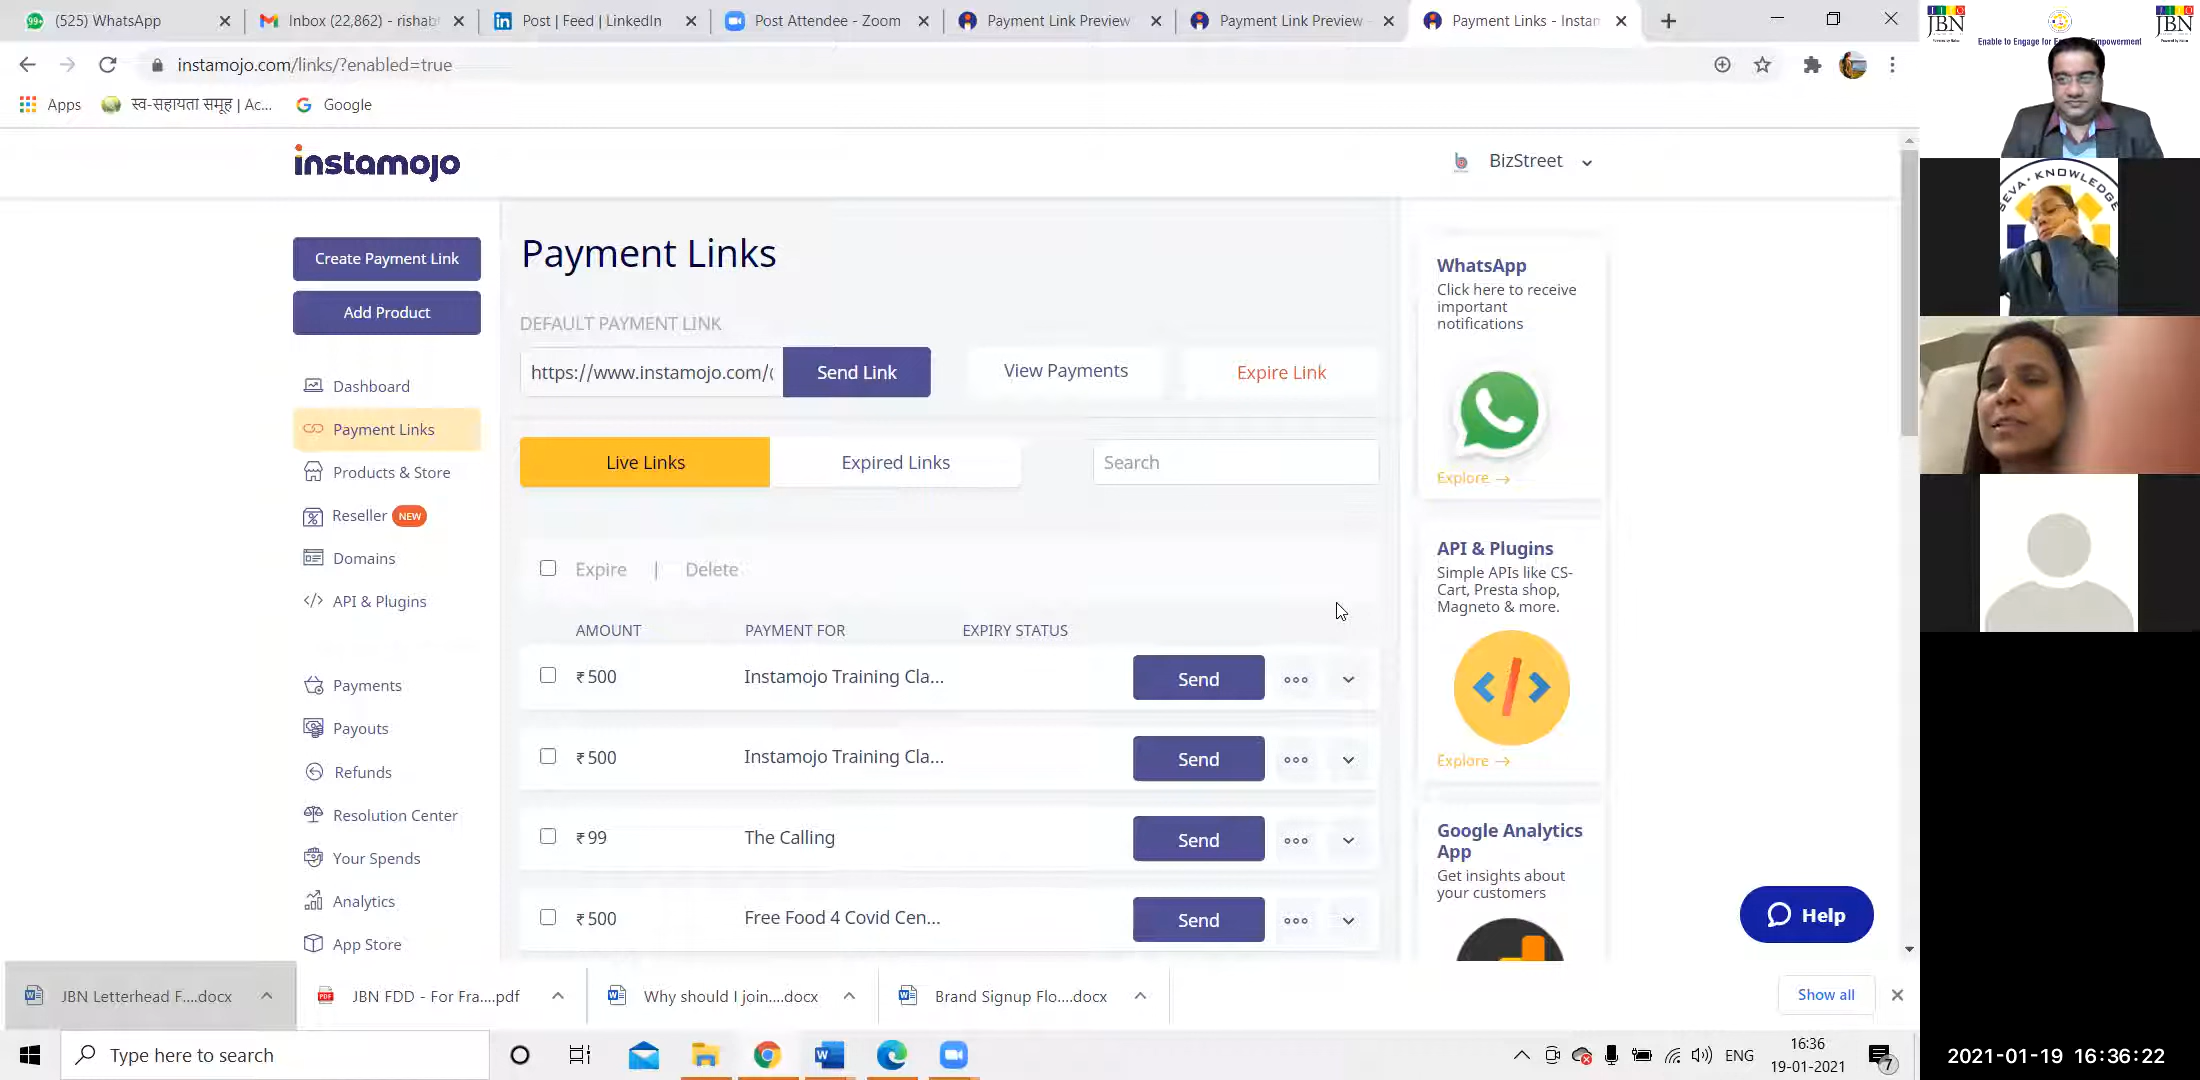 (525) WhatsApp
Inbox (22,862) - rishab
Post | Feed | LinkedIn
Post Attendee - Zoom
Payment Link Preview
Payment Link Preview
Payment Links - Instam
instamojo.com/links/?enabled=true
Apps
स्व-सहायता समूह | Ac...
Google
instamojo
BizStreet
Create Payment Link
Add Product
Dashboard
Payment Links
Products & Store
Reseller NEW
Domains
API & Plugins
Payments
Payouts
Refunds
Resolution Center
Your Spends
Analytics
App Store
Payment Links
DEFAULT PAYMENT LINK
https://www.instamojo.com/
Send Link
View Payments
Expire Link
Live Links
Expired Links
Search
Expire | Delete
AMOUNT PAYMENT FOR EXPIRY STATUS
₹500 Instamojo Training Cla... Send
₹500 Instamojo Training Cla... Send
₹99 The Calling Send
₹500 Free Food 4 Covid Cen... Send
WhatsApp
Click here to receive
important
notifications
Explore →
API & Plugins
Simple APIs like CS-
Cart, Presta shop,
Magneto & more.
Explore →
Google Analytics
App
Get insights about
your customers
Help
JBN Letterhead F....docx
JBN FDD - For Fra....pdf
Why should I join....docx
Brand Signup Flo....docx
Show all
Type here to search
ENG
16:36
19-01-2021
7
JBN
JBN
Enable to Engage for
Empowerment
SEVA • KNOWLEDGE
2021-01-19 16:36:22